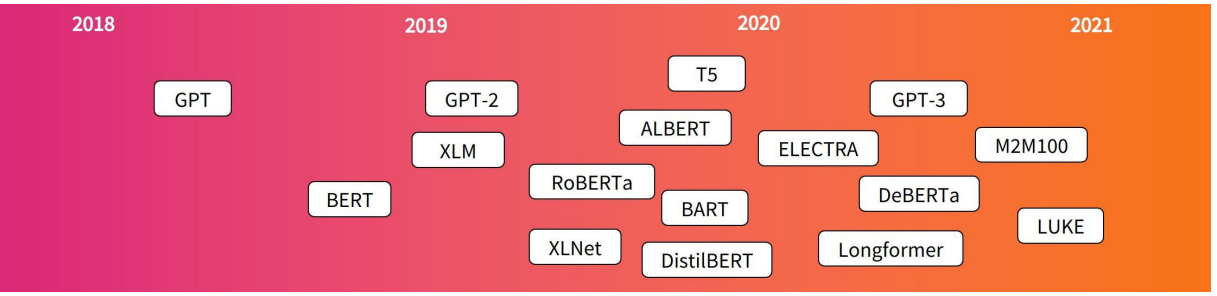 2018
2019
2020
2021
T5
GPT
GPT-2
GPT-3
ALBERT
XLM
ELECTRA
M2M100
RoBERTa
BERT
BART
DeBERTa
LUKE
XLNet
DistilBERT
Longformer